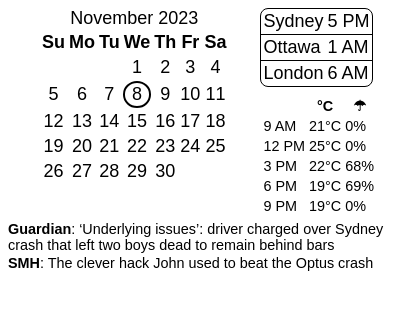 November 2023
Su Mo Tu We Th Fr Sa
1 2 3 4
5 6 7 8 9 10 11
12 13 14 15 16 17 18
19 20 21 22 23 24 25
26 27 28 29 30
Sydney 5 PM
Ottawa 1 AM
London 6 AM
°C ☂
9 AM 21°C 0%
12 PM 25°C 0%
3 PM 22°C 68%
6 PM 19°C 69%
9 PM 19°C 0%
Guardian: ‘Underlying issues’: driver charged over Sydney
crash that left two boys dead to remain behind bars
SMH: The clever hack John used to beat the Optus crash